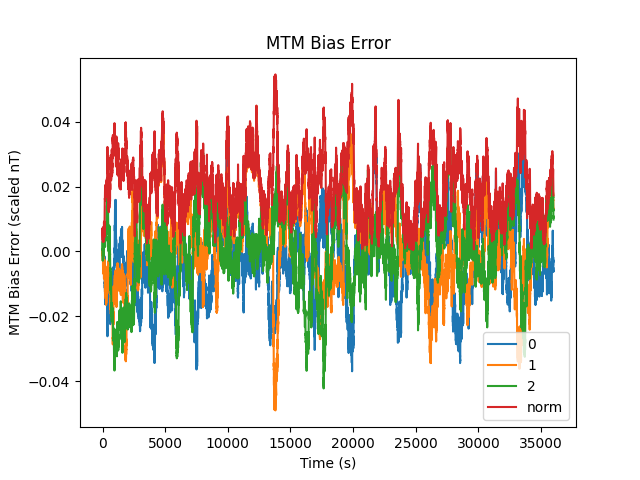 MTM Bias Error
MTM Bias Error (scaled nT)
0.04
0.02
0.00
−0.02
−0.04
0
1
2
norm
0 5000 10000 15000 20000 25000 30000 35000
Time (s)